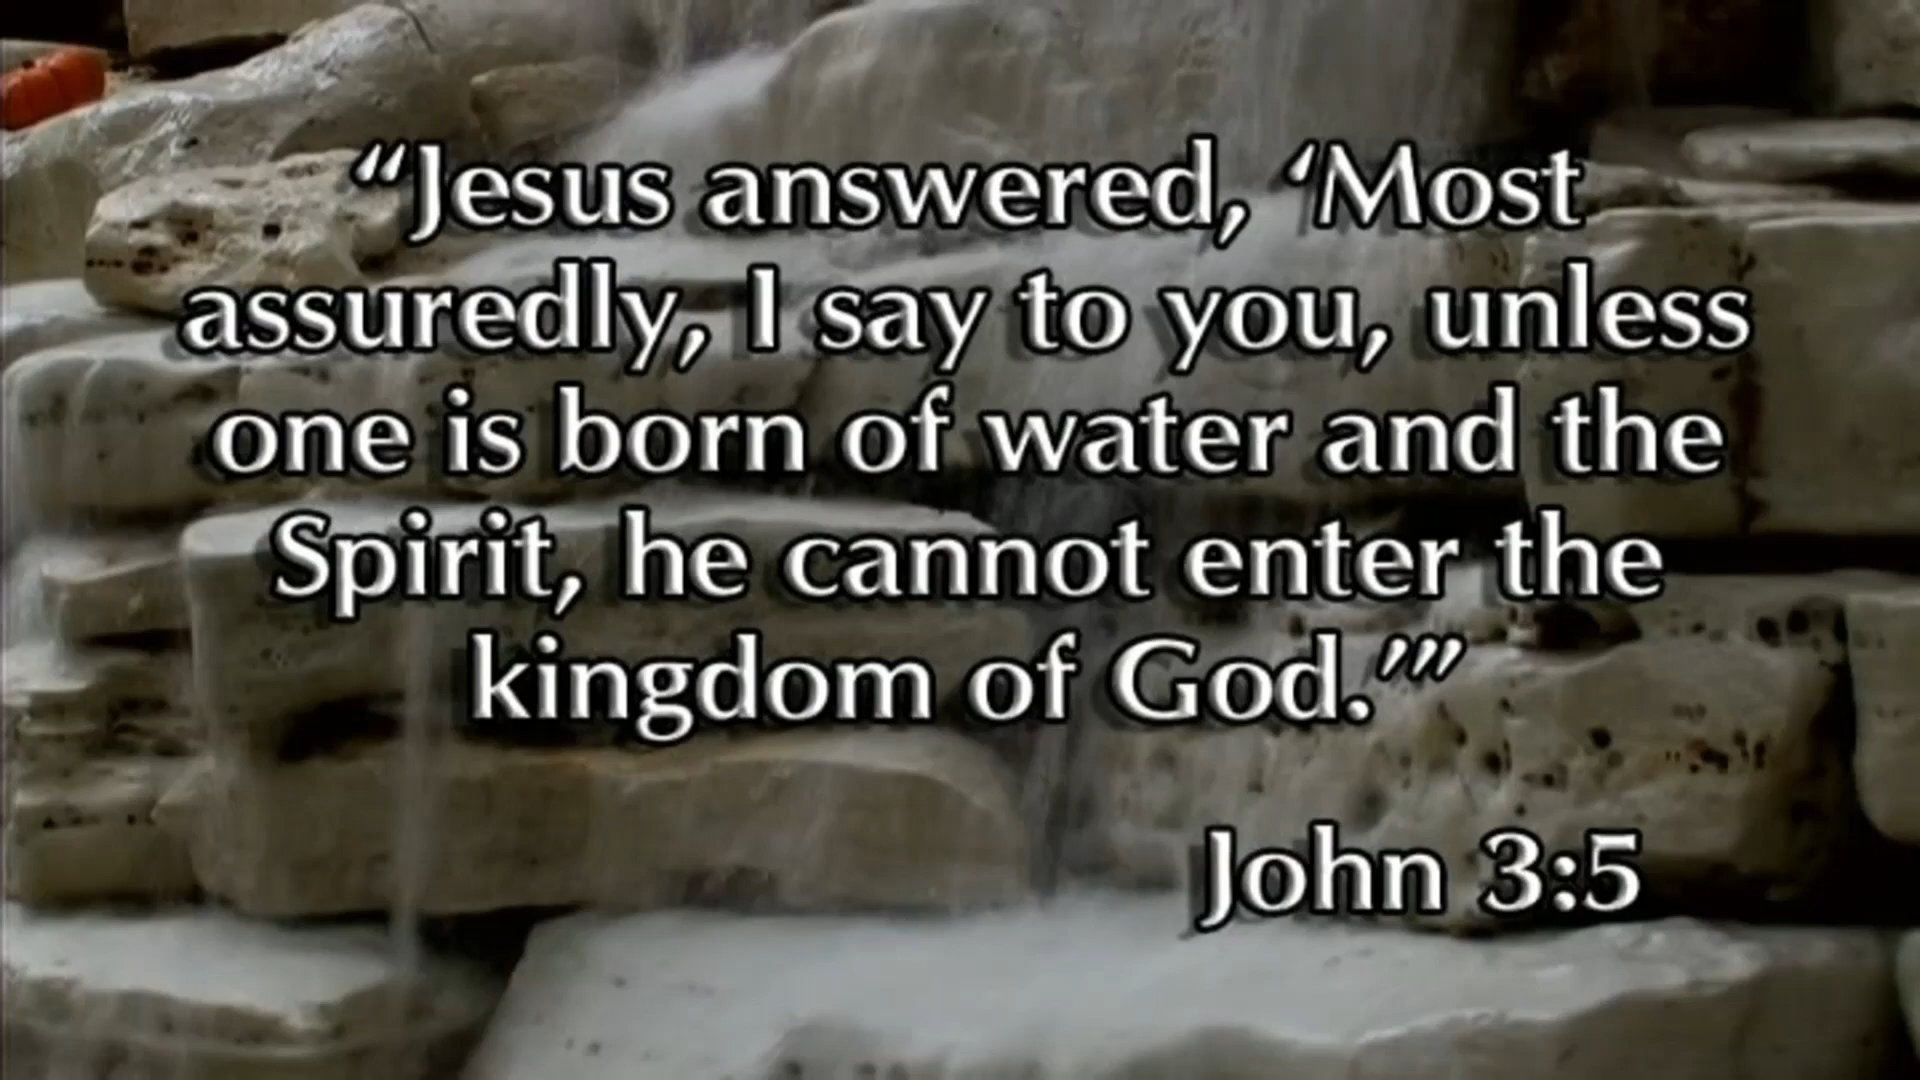 “Jesus answered, ‘Most
assuredly, I say to you, unless
one is born of water and the
Spirit, he cannot enter the
kingdom of God.’”
John 3:5